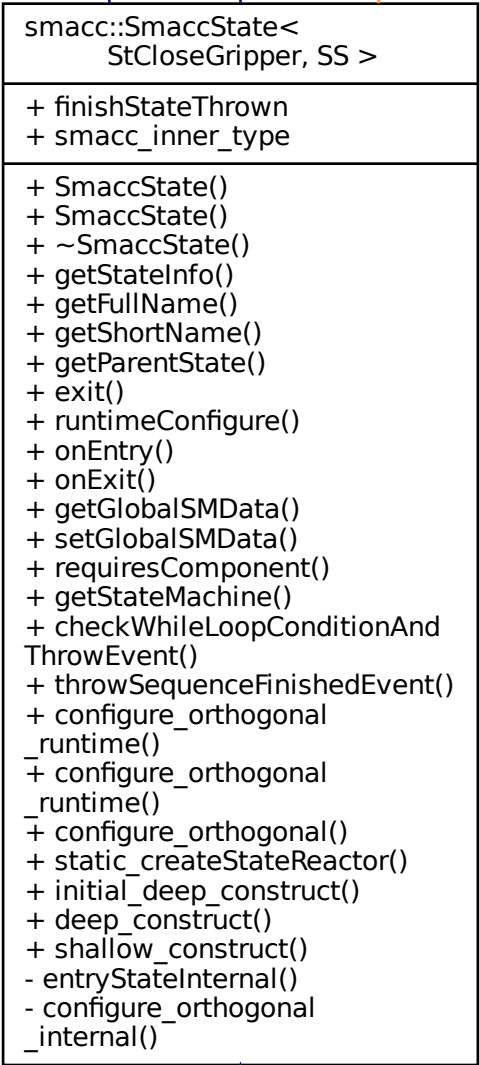 smacc::SmaccState<
StCloseGripper, SS >
+ finishStateThrown
+ smacc_inner_type
+ SmaccState()
+ SmaccState()
+ ~SmaccState()
+ getStateInfo()
+ getFullName()
+ getShortName()
+ getParentState()
+ exit()
+ runtimeConfigure()
+ onEntry()
+ onExit()
+ getGlobalSMData()
+ setGlobalSMData()
+ requiresComponent()
+ getStateMachine()
+ checkWhileLoopConditionAnd
ThrowEvent()
+ throwSequenceFinishedEvent()
+ configure_orthogonal
_runtime()
+ configure_orthogonal
_runtime()
+ configure_orthogonal()
+ static_createStateReactor()
+ initial_deep_construct()
+ deep_construct()
+ shallow_construct()
- entryStateInternal()
- configure_orthogonal
_internal()